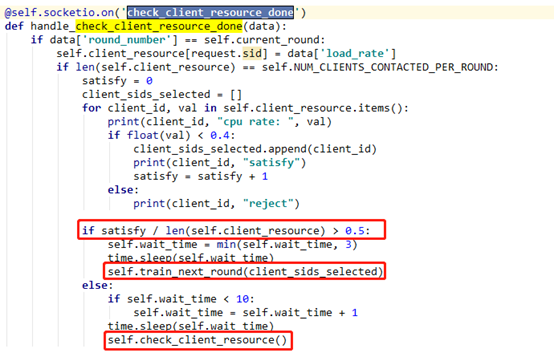 @self.socketio.on('check_client_resource_done')
def handle_check_client_resource_done(data):
if data['round_number'] == self.current_round:
self.client_resource[request.sid] = data['load_rate']
if len(self.client_resource) == self.NUM_CLIENTS_CONTACTED_PER_ROUND:
satisfy = 0
client_sids_selected = []
for client_id, val in self.client_resource.items():
print(client_id, "cpu rate: ", val)
if float(val) < 0.4:
client_sids_selected.append(client_id)
print(client_id, "satisfy")
satisfy = satisfy + 1
else:
print(client_id, "reject")
if satisfy / len(self.client_resource) > 0.5:
self.wait_time = min(self.wait_time, 3)
time.sleep(self.wait_time)
self.train_next_round(client_sids_selected)
else:
if self.wait_time < 10:
self.wait_time = self.wait_time + 1
time.sleep(self.wait_time)
self.check_client_resource()